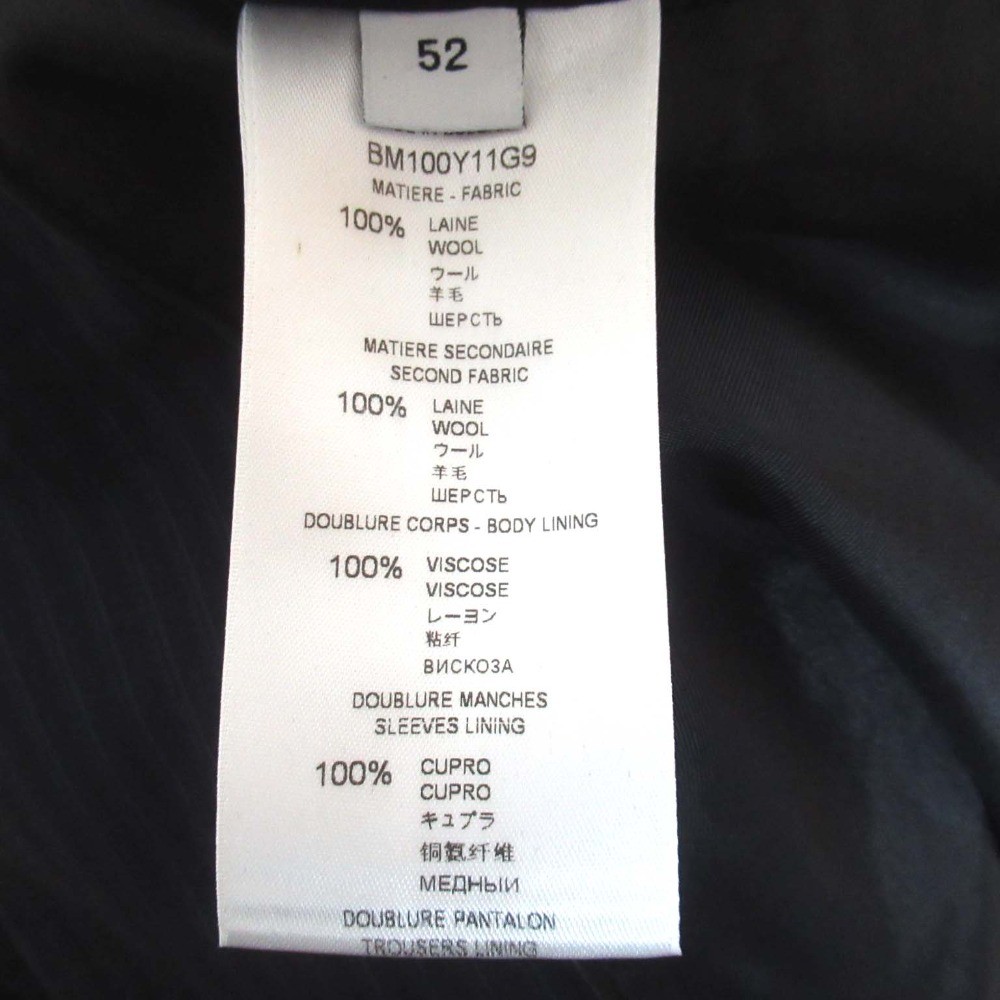 52
BM100Y11G9
MATIERE - FABRIC
100% LAINE
WOOL
ウール
羊毛
ШЕРСТЬ
MATIERE SECONDAIRE
SECOND FABRIC
100% LAINE
WOOL
ウール
羊毛
ШЕРСТЬ
DOUBLURE CORPS - BODY LINING
100% VISCOSE
VISCOSE
レーヨン
粘纤
ВИСКОЗА
DOUBLURE MANCHES
SLEEVES LINING
100% CUPRO
CUPRO
キュプラ
铜氨纤维
МЕДНЫЙ
DOUBLURE PANTALON
TROUSERS LINING